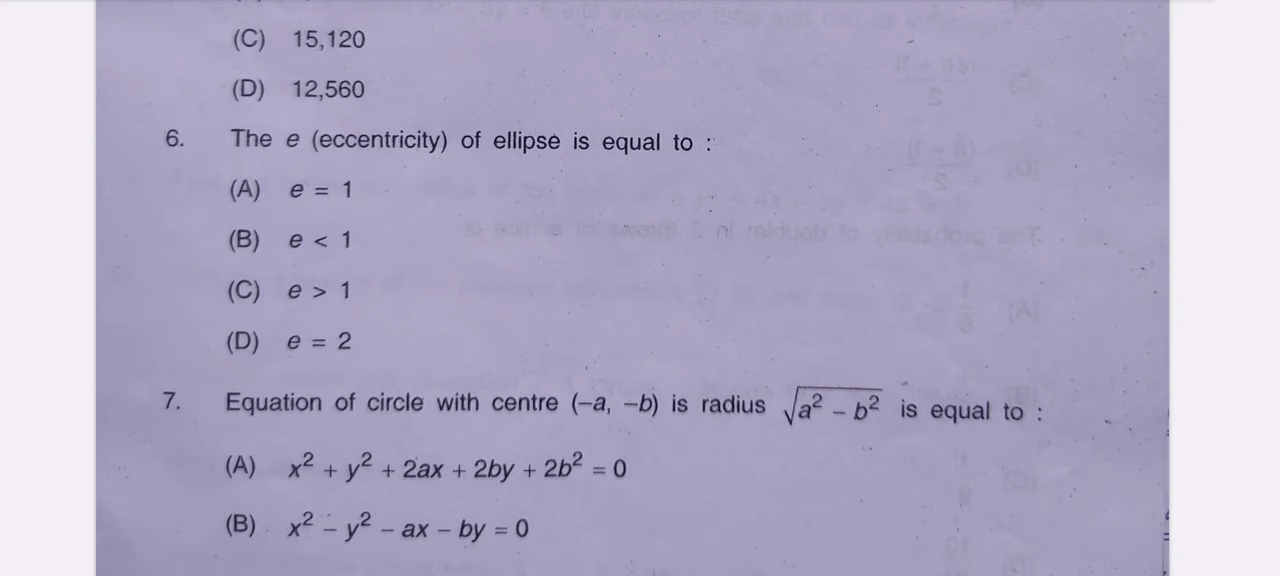 (C) 15,120
(D) 12,560
6. The e (eccentricity) of ellipse is equal to :
(A) e = 1
(B) e < 1
(C) e > 1
(D) e = 2
7. Equation of circle with centre (−a, −b) is radius √(a² − b²) is equal to :
(A) x² + y² + 2ax + 2by + 2b² = 0
(B) x² − y² − ax − by = 0